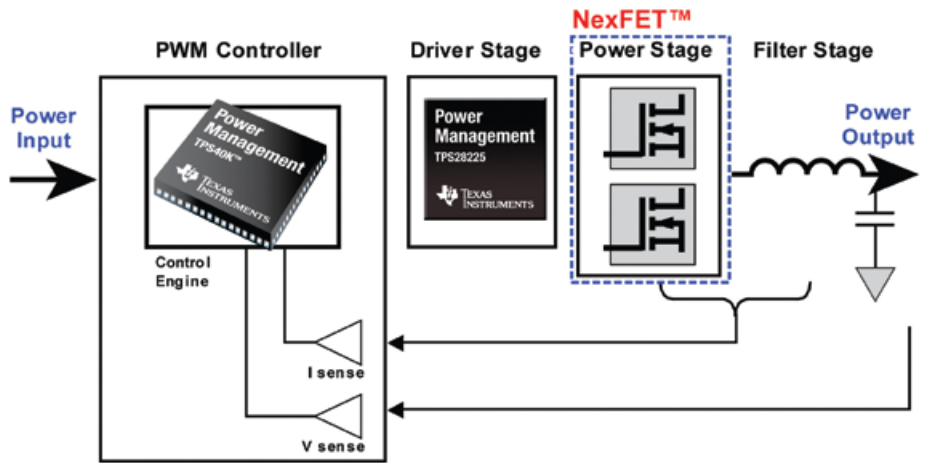 NexFET™
PWM Controller
Driver Stage
Power Stage
Filter Stage
Power
Input
Power
Management
TPS40K™
TEXAS
INSTRUMENTS
Control
Engine
Power
Management
TPS28225
TEXAS
INSTRUMENTS
Power
Output
I sense
V sense